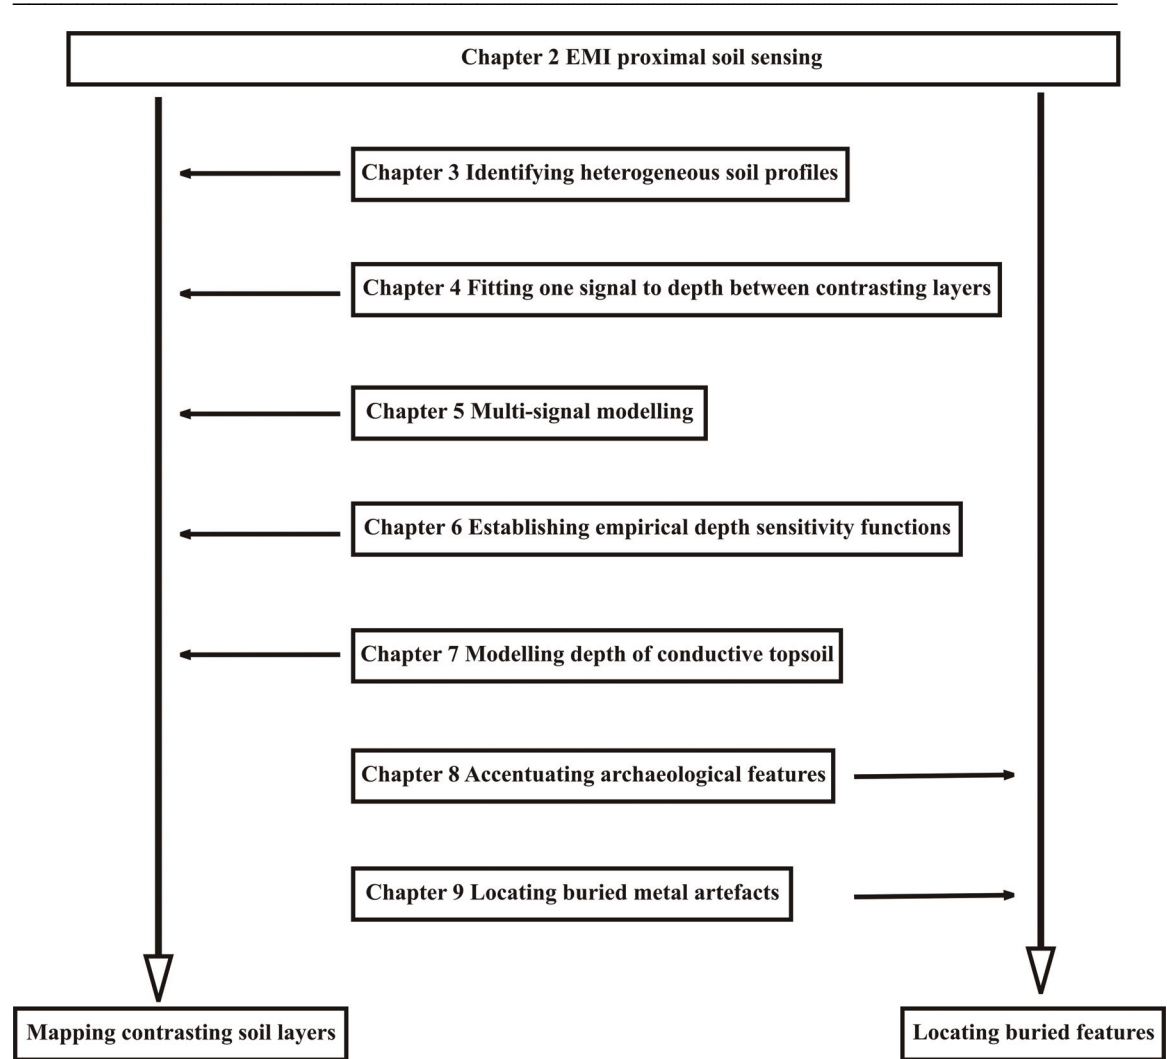 Chapter 2 EMI proximal soil sensing
Chapter 3 Identifying heterogeneous soil profiles
Chapter 4 Fitting one signal to depth between contrasting layers
Chapter 5 Multi-signal modelling
Chapter 6 Establishing empirical depth sensitivity functions
Chapter 7 Modelling depth of conductive topsoil
Chapter 8 Accentuating archaeological features
Chapter 9 Locating buried metal artefacts
Mapping contrasting soil layers
Locating buried features